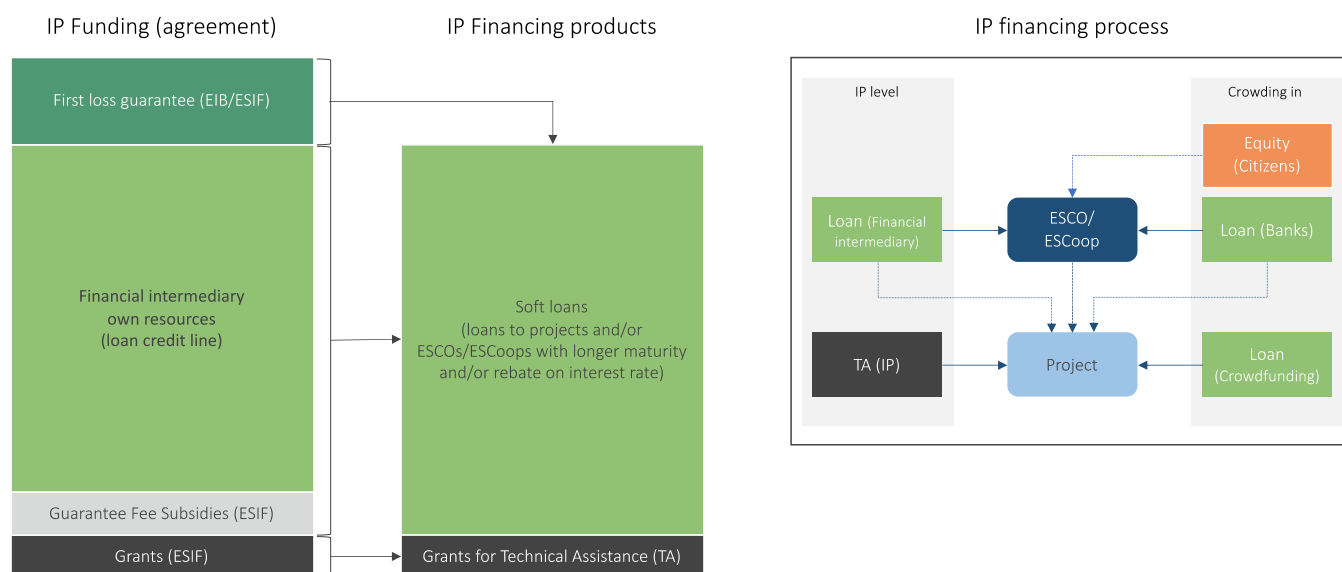 IP Funding (agreement)
First loss guarantee (EIB/ESIF)
Financial intermediary
own resources
(loan credit line)
Guarantee Fee Subsidies (ESIF)
Grants (ESIF)
IP Financing products
Soft loans
(loans to projects and/or
ESCOs/ESCoops with longer maturity
and/or rebate on interest rate)
Grants for Technical Assistance (TA)
IP financing process
IP level
Crowding in
Equity
(Citizens)
Loan (Financial
intermediary)
ESCO/
ESCoop
Loan (Banks)
TA (IP)
Project
Loan
(Crowdfunding)